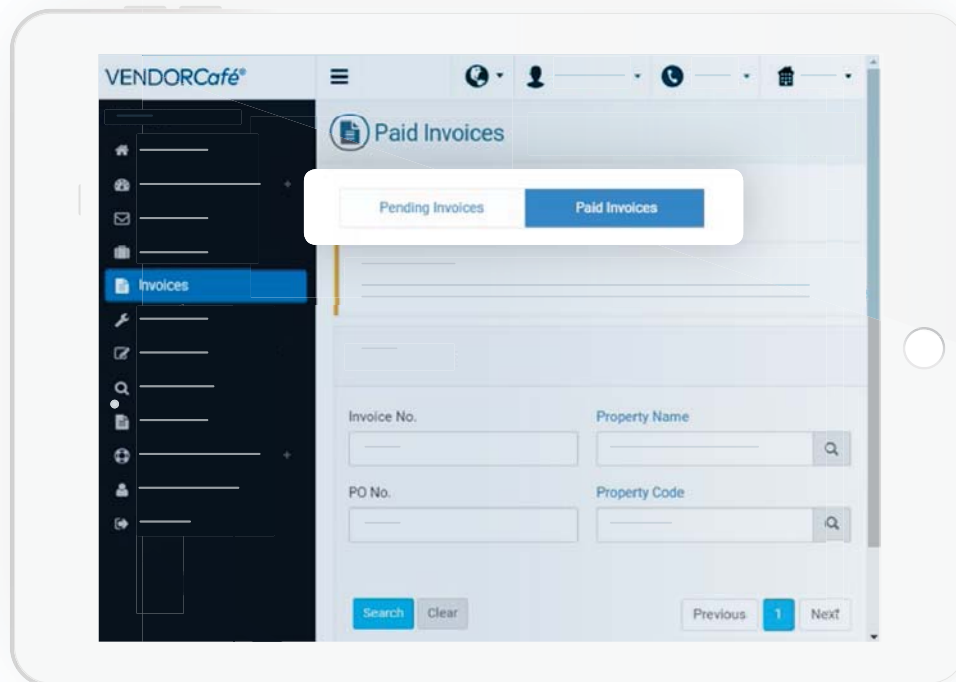 VENDORCafé®
Paid Invoices
Pending Invoices
Paid Invoices
Invoices
Invoice No.
Property Name
PO No.
Property Code
Search
Clear
Previous
1
Next